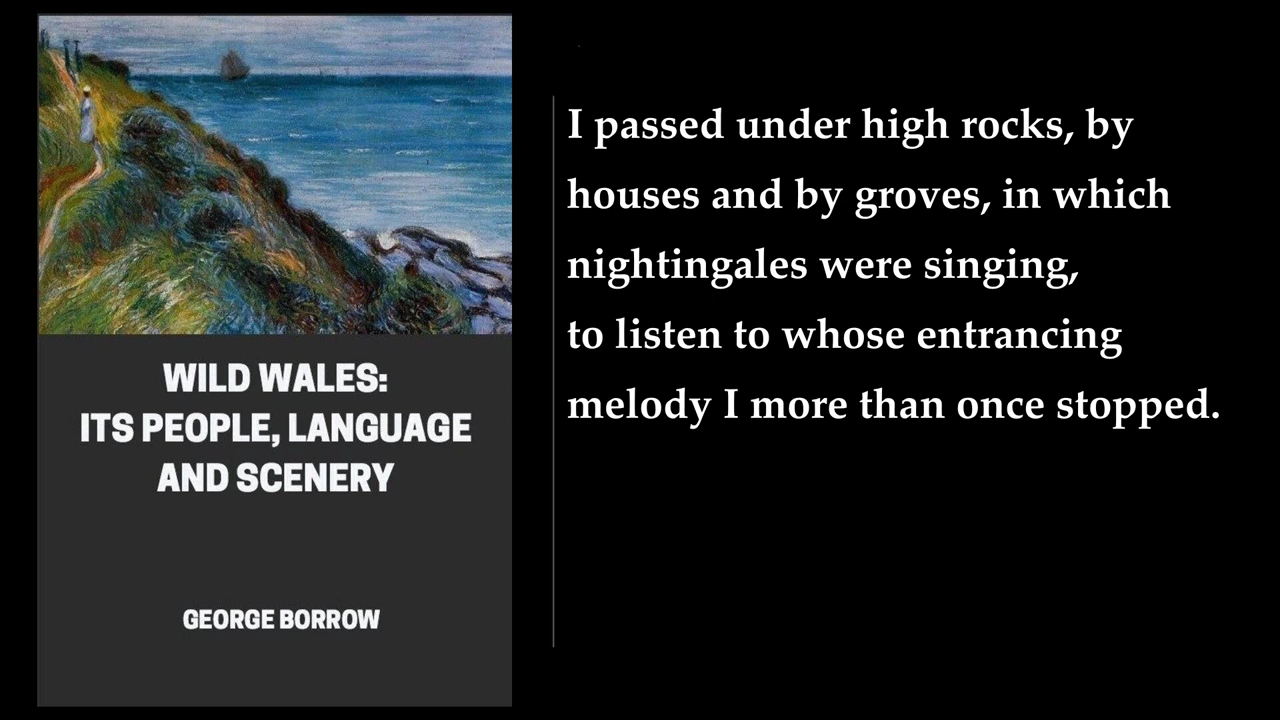 WILD WALES:
ITS PEOPLE, LANGUAGE
AND SCENERY
GEORGE BORROW
I passed under high rocks, by
houses and by groves, in which
nightingales were singing,
to listen to whose entrancing
melody I more than once stopped.